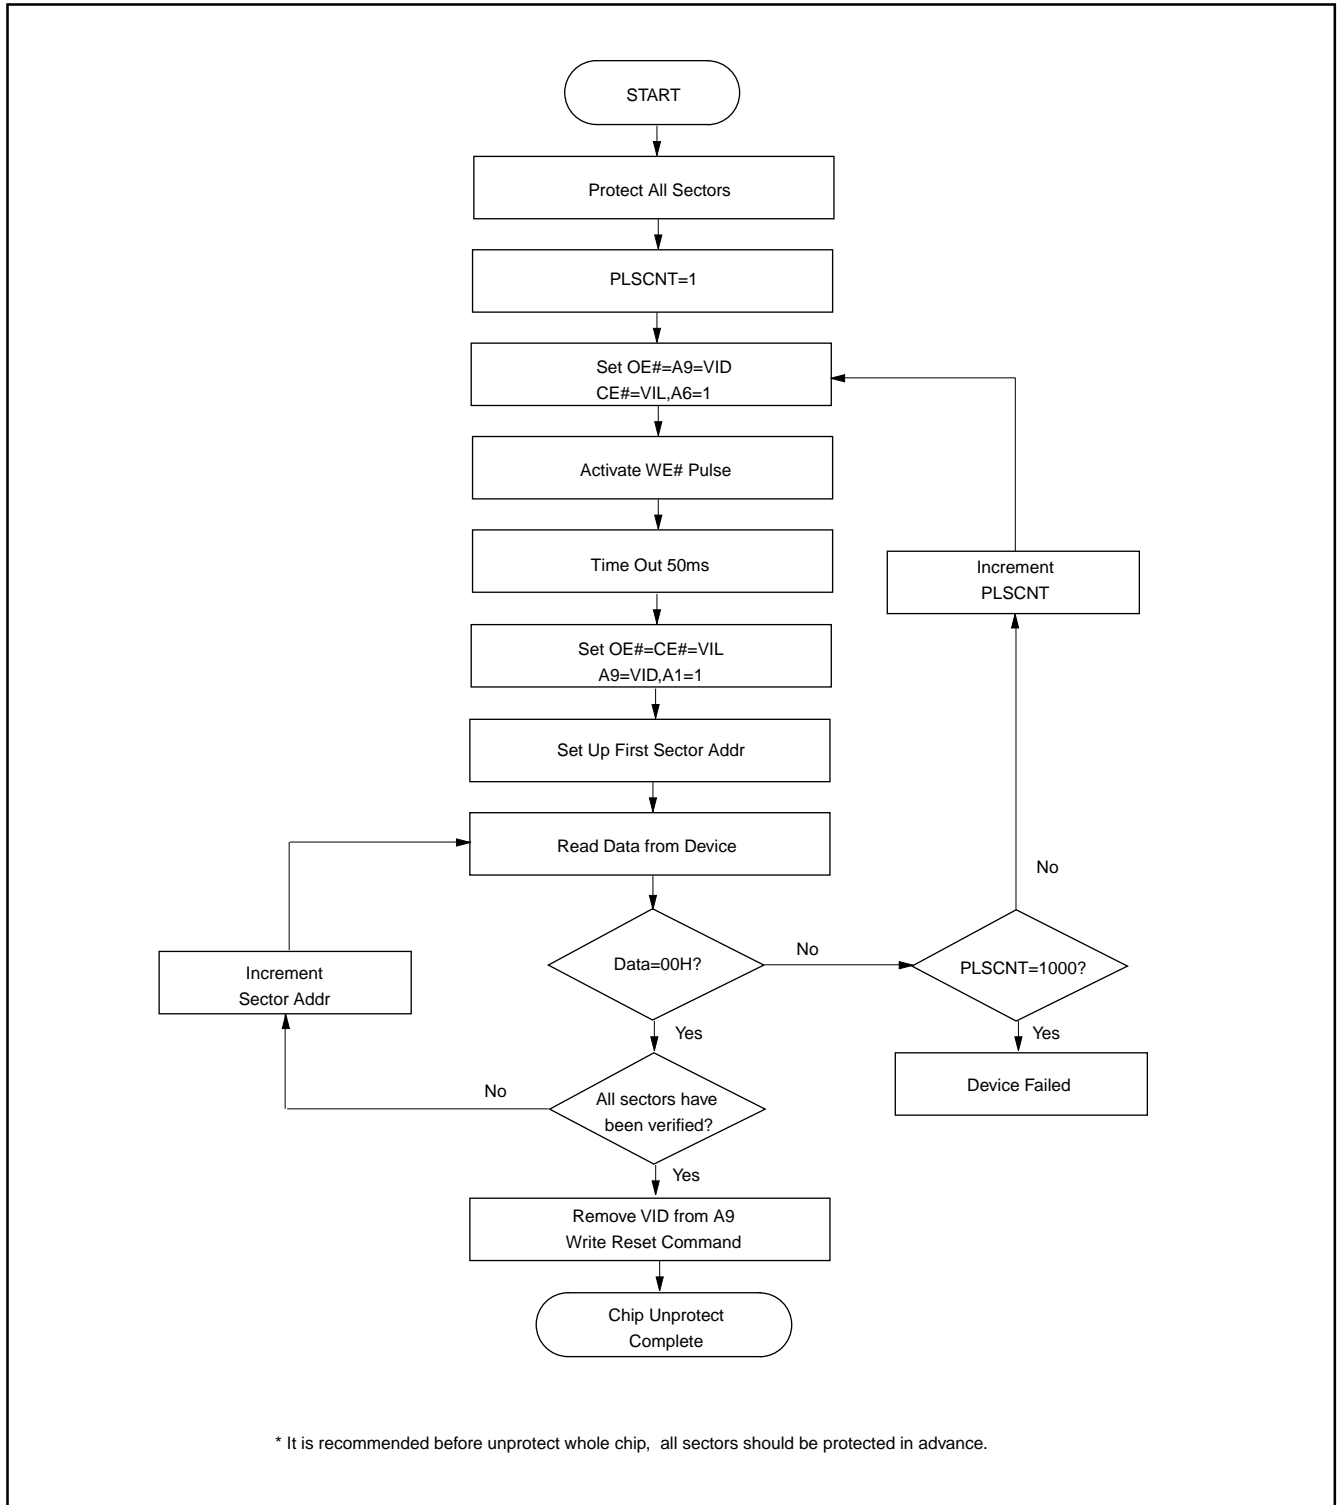 START
Protect All Sectors
PLSCNT=1
Set OE#=A9=VID
CE#=VIL,A6=1
Activate WE# Pulse
Time Out 50ms
Increment
PLSCNT
Set OE#=CE#=VIL
A9=VID,A1=1
Set Up First Sector Addr
Read Data from Device
No
Data=00H?
No
PLSCNT=1000?
Increment
Sector Addr
Yes
Yes
Device Failed
No
All sectors have
been verified?
Yes
Remove VID from A9
Write Reset Command
Chip Unprotect
Complete
* It is recommended before unprotect whole chip, all sectors should be protected in advance.